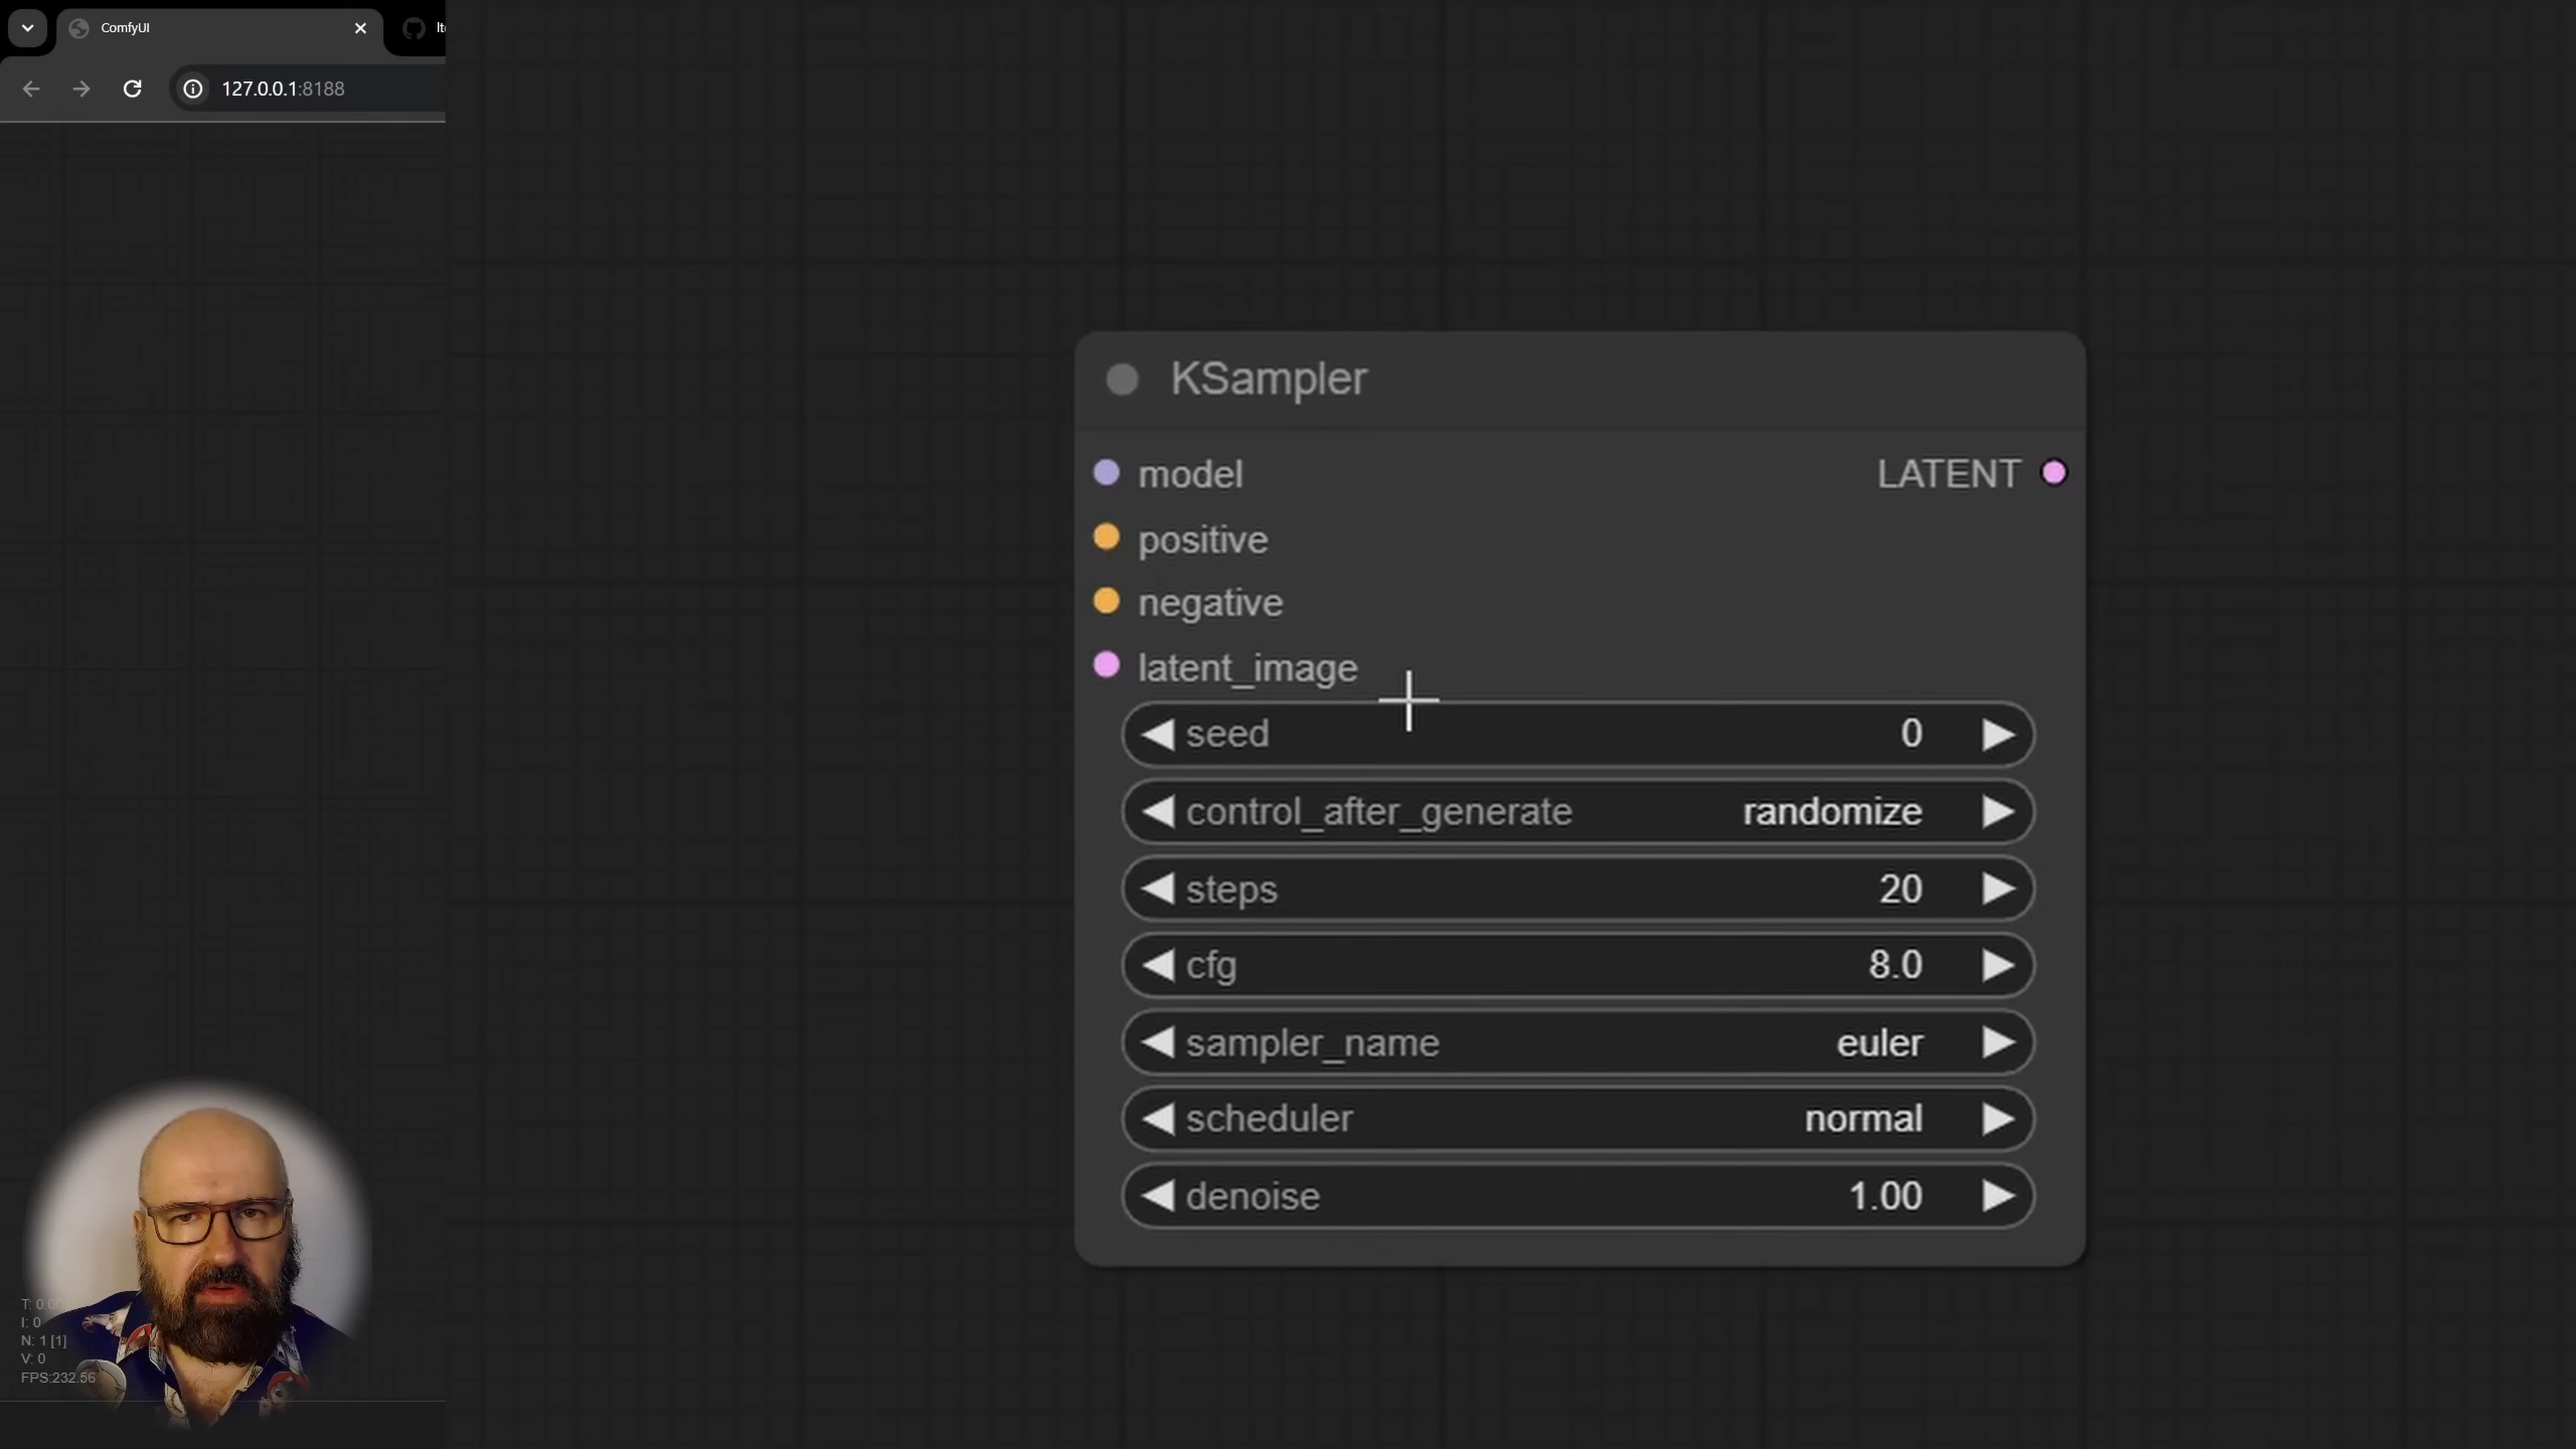 ComfyUI
127.0.0.1:8188
KSampler
model
LATENT
positive
negative
latent_image
seed 0
control_after_generate randomize
steps 20
cfg 8.0
sampler_name euler
scheduler normal
denoise 1.00
I: 0
N: 1 [1]
V: 0
FPS:232.56